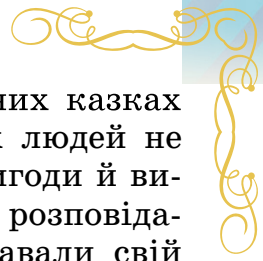 них казках
людей не
игоди й ви-
розповіда-
авали свій